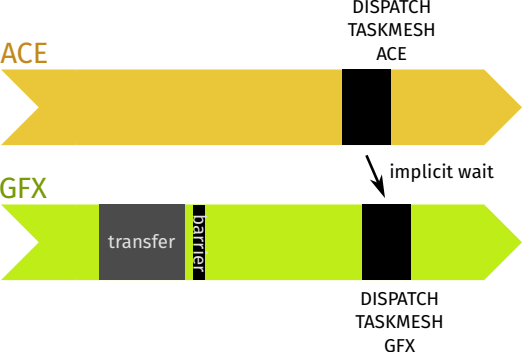 DISPATCH
TASKMESH
ACE
ACE
implicit wait
GFX
transfer
barrier
DISPATCH
TASKMESH
GFX